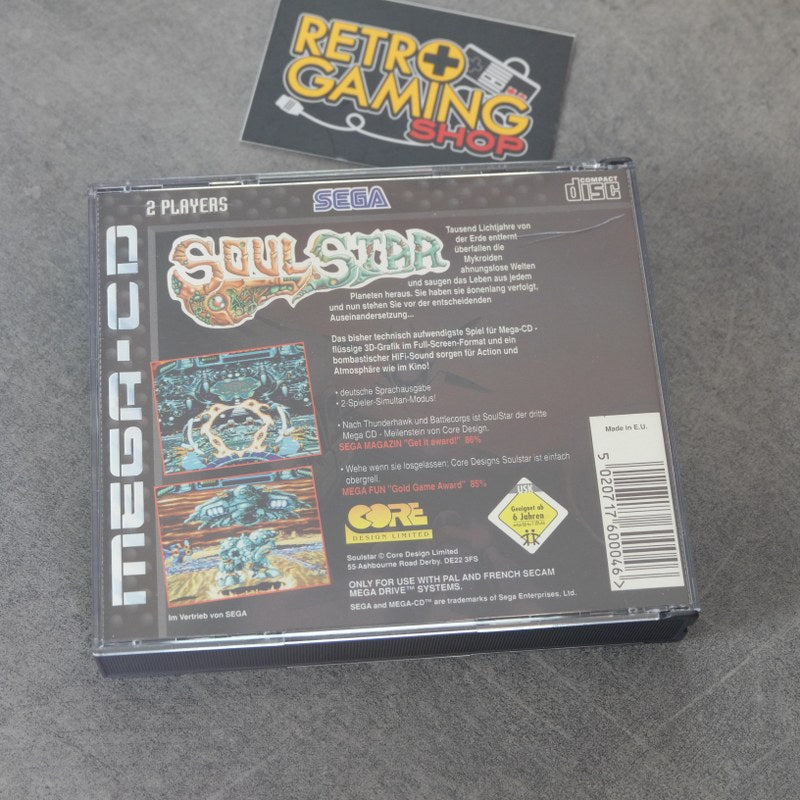 RETRO
GAMING
SHOP
2 PLAYERS
SEGA
COMPACT
disc
MEGA-CD
SOULSTAR
Tausend Lichtjahre von
der Erde entfernt
überfallen die
Mykroiden
ahnungslose Welten
und saugen das Leben aus jedem
Planeten heraus. Sie haben sie äonenlang verfolgt,
und nun stehen Sie vor der entscheidenden
Auseinandersetzung...
Das bisher technisch aufwendigste Spiel für Mega-CD -
flüssige 3D-Grafik im Full-Screen-Format und ein
bombastischer HiFi-Sound sorgen für Action und
Atmosphäre wie im Kino!
• deutsche Sprachausgabe
• 2-Spieler-Simultan-Modus!
• Nach Thunderhawk und Battlecorps ist SoulStar der dritte
Mega CD - Meilenstein von Core Design.
SEGA MAGAZIN "Get it award!" 86%
• Wehe wenn sie losgelassen: Core Designs Soulstar ist einfach
obergeil.
MEGA FUN "Gold Game Award" 85%
CORE
DESIGN LIMITED
USK
Geeignet ab
6 Jahren
Soulstar © Core Design Limited
55 Ashbourne Road Derby. DE22 3FS
ONLY FOR USE WITH PAL AND FRENCH SECAM
MEGA DRIVE™ SYSTEMS.
SEGA and MEGA-CD™ are trademarks of Sega Enterprises, Ltd.
Im Vertrieb von SEGA
Made in E.U.
5 020717 600046 >